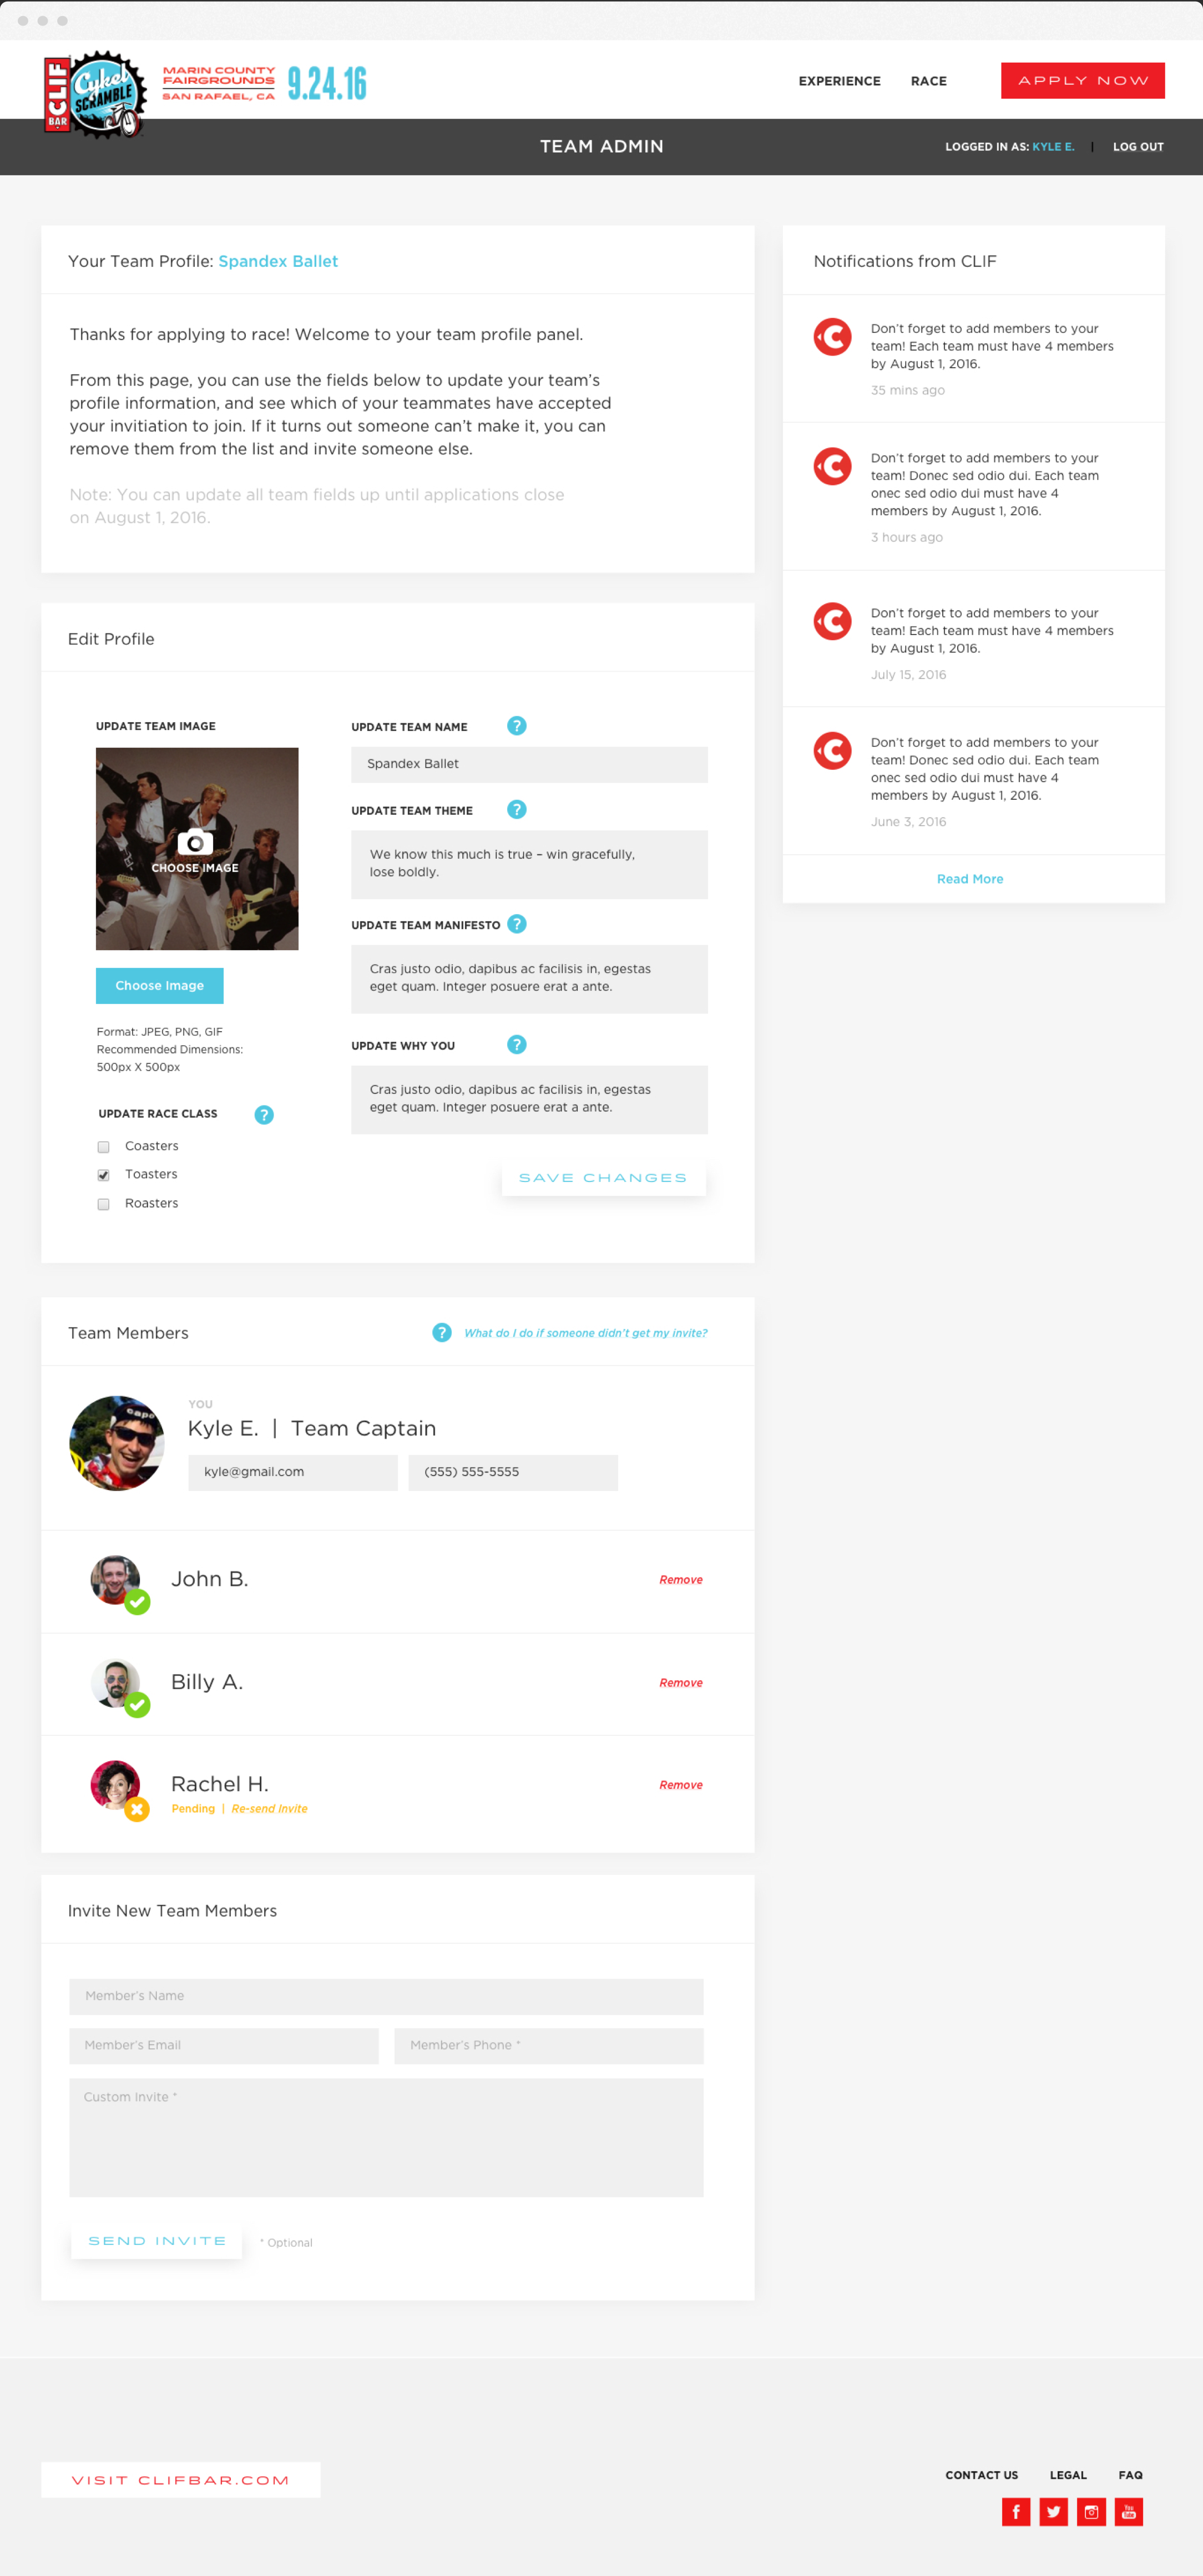 CLIF
BAR
Cykel
SCRAMBLE
MARIN COUNTY
FAIRGROUNDS
SAN RAFAEL, CA
9.24.16
EXPERIENCE
RACE
APPLY NOW
TEAM ADMIN
LOGGED IN AS: KYLE E. | LOG OUT
Your Team Profile: Spandex Ballet
Thanks for applying to race! Welcome to your team profile panel.
From this page, you can use the fields below to update your team's
profile information, and see which of your teammates have accepted
your invitiation to join. If it turns out someone can't make it, you can
remove them from the list and invite someone else.
Note: You can update all team fields up until applications close
on August 1, 2016.
Notifications from CLIF
Don't forget to add members to your
team! Each team must have 4 members
by August 1, 2016.
35 mins ago
Don't forget to add members to your
team! Donec sed odio dui. Each team
onec sed odio dui must have 4
members by August 1, 2016.
3 hours ago
Don't forget to add members to your
team! Each team must have 4 members
by August 1, 2016.
July 15, 2016
Don't forget to add members to your
team! Donec sed odio dui. Each team
onec sed odio dui must have 4
members by August 1, 2016.
June 3, 2016
Read More
Edit Profile
UPDATE TEAM IMAGE
CHOOSE IMAGE
Choose Image
Format: JPEG, PNG, GIF
Recommended Dimensions:
500px X 500px
UPDATE RACE CLASS ?
Coasters
Toasters
Roasters
UPDATE TEAM NAME ?
Spandex Ballet
UPDATE TEAM THEME ?
We know this much is true – win gracefully,
lose boldly.
UPDATE TEAM MANIFESTO ?
Cras justo odio, dapibus ac facilisis in, egestas
eget quam. Integer posuere erat a ante.
UPDATE WHY YOU ?
Cras justo odio, dapibus ac facilisis in, egestas
eget quam. Integer posuere erat a ante.
SAVE CHANGES
Team Members
? What do I do if someone didn't get my invite?
YOU
Kyle E. | Team Captain
kyle@gmail.com
(555) 555-5555
John B.
Remove
Billy A.
Remove
Rachel H.
Remove
Pending | Re-send Invite
Invite New Team Members
Member's Name
Member's Email
Member's Phone *
Custom Invite *
SEND INVITE
* Optional
VISIT CLIFBAR.COM
CONTACT US
LEGAL
FAQ